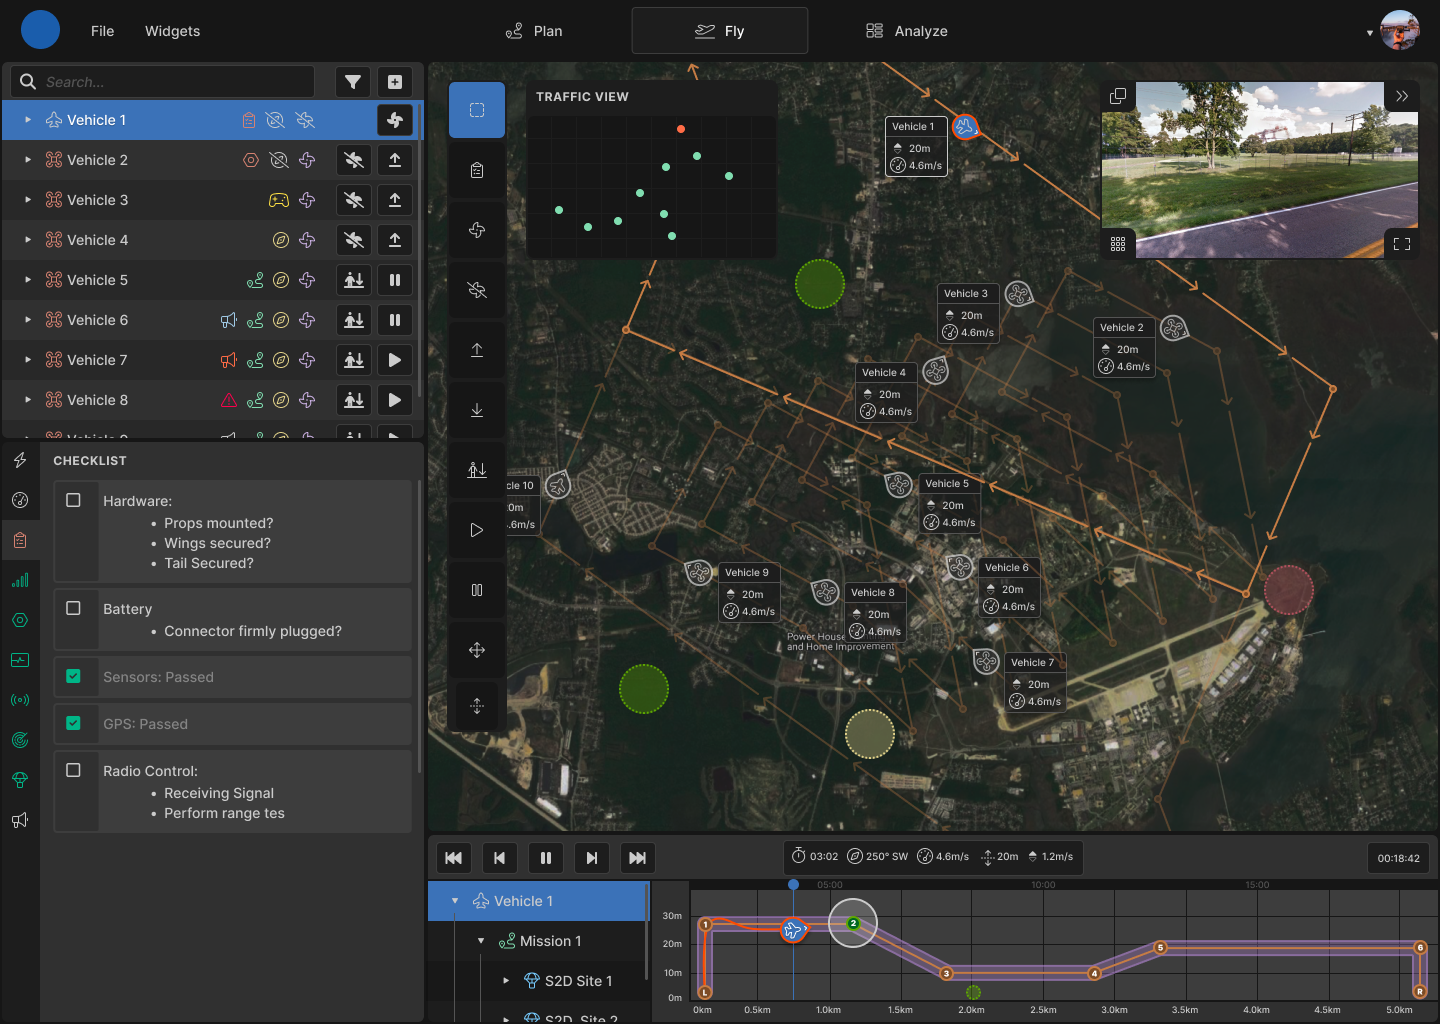 File
Widgets
Plan
Fly
Analyze
Search...
Vehicle 1
Vehicle 2
Vehicle 3
Vehicle 4
Vehicle 5
Vehicle 6
Vehicle 7
Vehicle 8
CHECKLIST
Hardware:
• Props mounted?
• Wings secured?
• Tail Secured?
Battery
• Connector firmly plugged?
Sensors: Passed
GPS: Passed
Radio Control:
• Receiving Signal
• Perform range tes
TRAFFIC VIEW
Vehicle 1
20m
4.6m/s
Vehicle 3
20m
4.6m/s
Vehicle 2
20m
4.6m/s
Vehicle 4
20m
4.6m/s
cle 10
20m
4.6m/s
Vehicle 5
20m
4.6m/s
Vehicle 6
20m
4.6m/s
Vehicle 9
20m
4.6m/s
Vehicle 8
20m
4.6m/s
Power House
and Home Improvement
Vehicle 7
20m
4.6m/s
03:02
250° SW
4.6m/s
20m
1.2m/s
00:18:42
Vehicle 1
Mission 1
S2D Site 1
S2D Site 2
05:00
10:00
15:00
30m
20m
10m
0m
1
2
3
4
5
6
L
R
0km
0.5km
1.0km
1.5km
2.0km
2.5km
3.0km
3.5km
4.0km
4.5km
5.0km